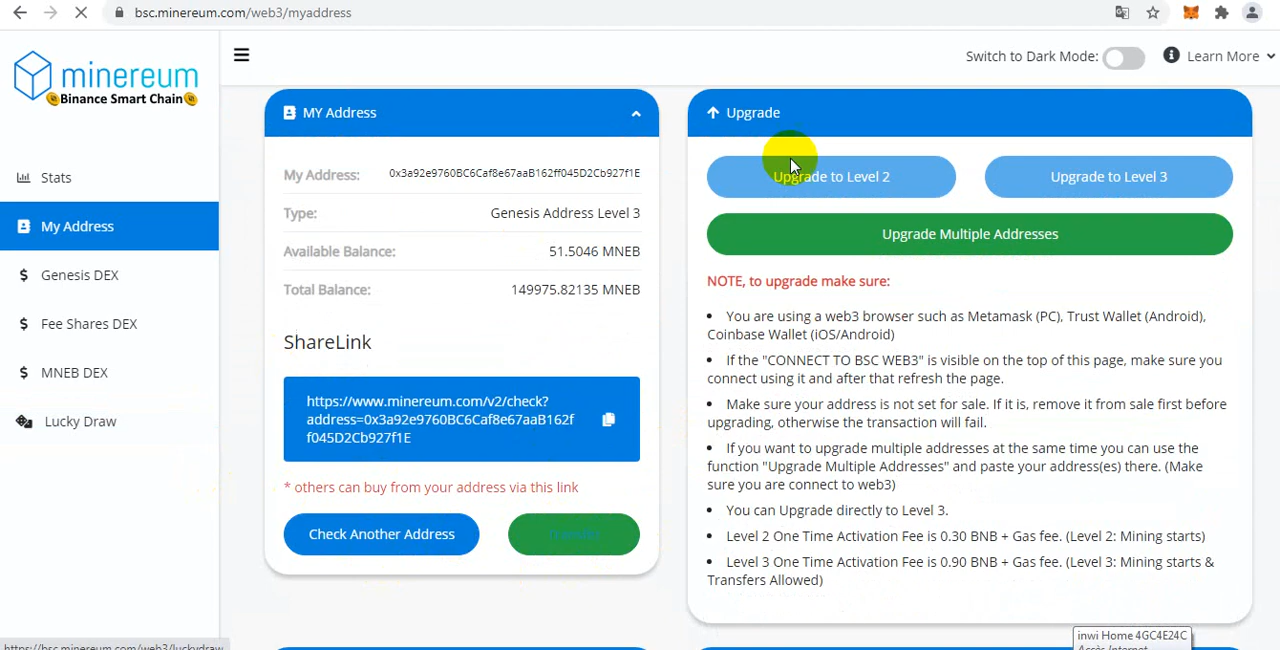 bsc.minereum.com/web3/myaddress
minereum
Binance Smart Chain
Switch to Dark Mode:
Learn More
Stats
My Address
Genesis DEX
Fee Shares DEX
MNEB DEX
Lucky Draw
MY Address
My Address: 0x3a92e9760BC6Caf8e67aaB162ff045D2Cb927f1E
Type: Genesis Address Level 3
Available Balance: 51.5046 MNEB
Total Balance: 149975.82135 MNEB
ShareLink
https://www.minereum.com/v2/check?
address=0x3a92e9760BC6Caf8e67aaB162f
f045D2Cb927f1E
* others can buy from your address via this link
Check Another Address
Upgrade
Upgrade to Level 2
Upgrade to Level 3
Upgrade Multiple Addresses
NOTE, to upgrade make sure:
• You are using a web3 browser such as Metamask (PC), Trust Wallet (Android),
Coinbase Wallet (iOS/Android)
• If the "CONNECT TO BSC WEB3" is visible on the top of this page, make sure you
connect using it and after that refresh the page.
• Make sure your address is not set for sale. If it is, remove it from sale first before
upgrading, otherwise the transaction will fail.
• If you want to upgrade multiple addresses at the same time you can use the
function "Upgrade Multiple Addresses" and paste your address(es) there. (Make
sure you are connect to web3)
• You can Upgrade directly to Level 3.
• Level 2 One Time Activation Fee is 0.30 BNB + Gas fee. (Level 2: Mining starts)
• Level 3 One Time Activation Fee is 0.90 BNB + Gas fee. (Level 3: Mining starts &
Transfers Allowed)
inwi Home 4GC4E24C
Accès Internet
https://bsc.minereum.com/web3/luckydraw